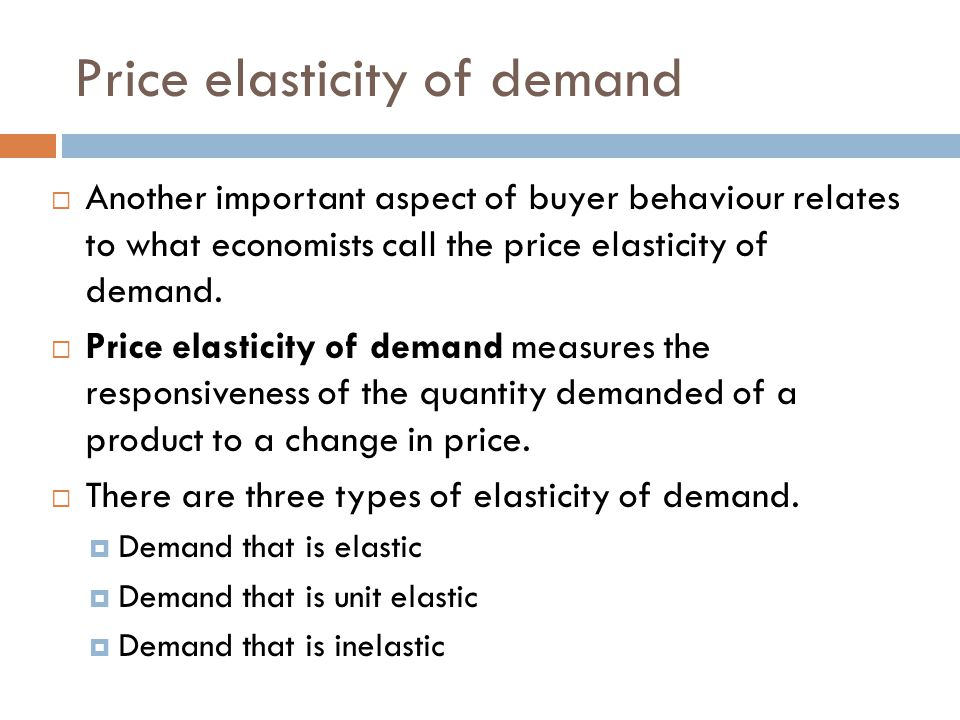 Price elasticity of demand
Another important aspect of buyer behaviour relates
to what economists call the price elasticity of
demand.
Price elasticity of demand measures the
responsiveness of the quantity demanded of a
product to a change in price.
There are three types of elasticity of demand.
Demand that is elastic
Demand that is unit elastic
Demand that is inelastic